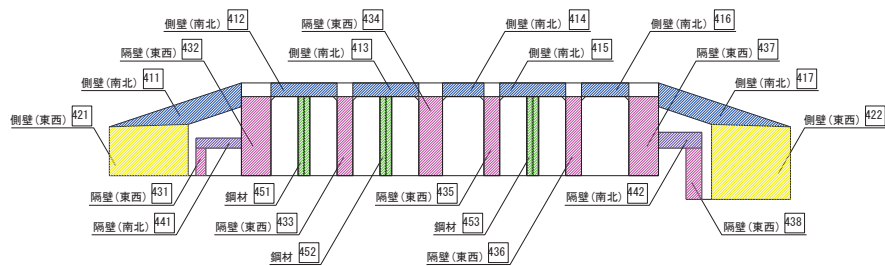 側壁(南北) 412
隔壁(東西) 434
側壁(南北) 414
側壁(南北) 416
隔壁(東西) 432
側壁(南北) 413
側壁(南北) 415
隔壁(東西) 437
側壁(南北) 411
側壁(南北) 417
側壁(東西) 421
側壁(東西) 422
隔壁(東西) 431
鋼材 451
隔壁(東西) 435
隔壁(南北) 442
隔壁(南北) 441
隔壁(東西) 433
鋼材 453
隔壁(東西) 438
鋼材 452
隔壁(東西) 436